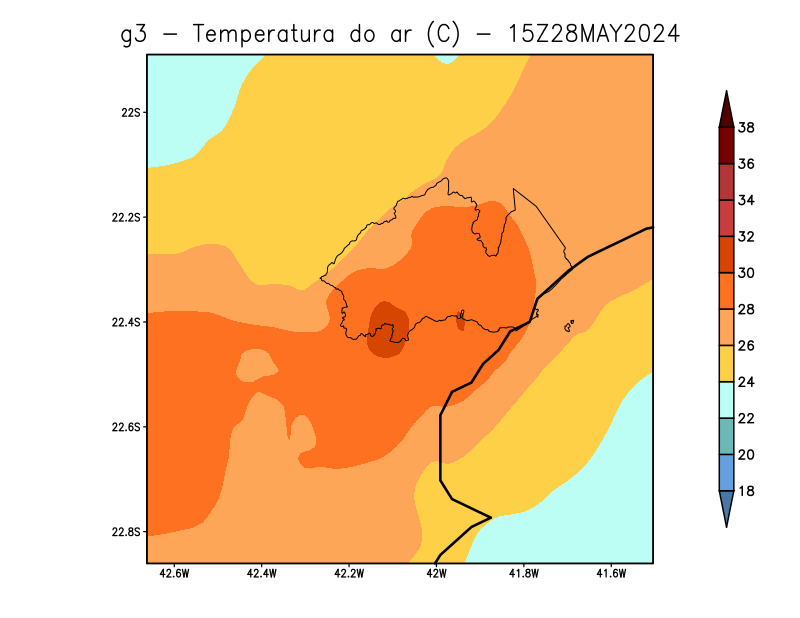 g3 – Temperatura do ar (C) – 15Z28MAY2024
22S
22.2S
22.4S
22.6S
22.8S
42.6W
42.4W
42.2W
42W
41.8W
41.6W
38
36
34
32
30
28
26
24
22
20
18